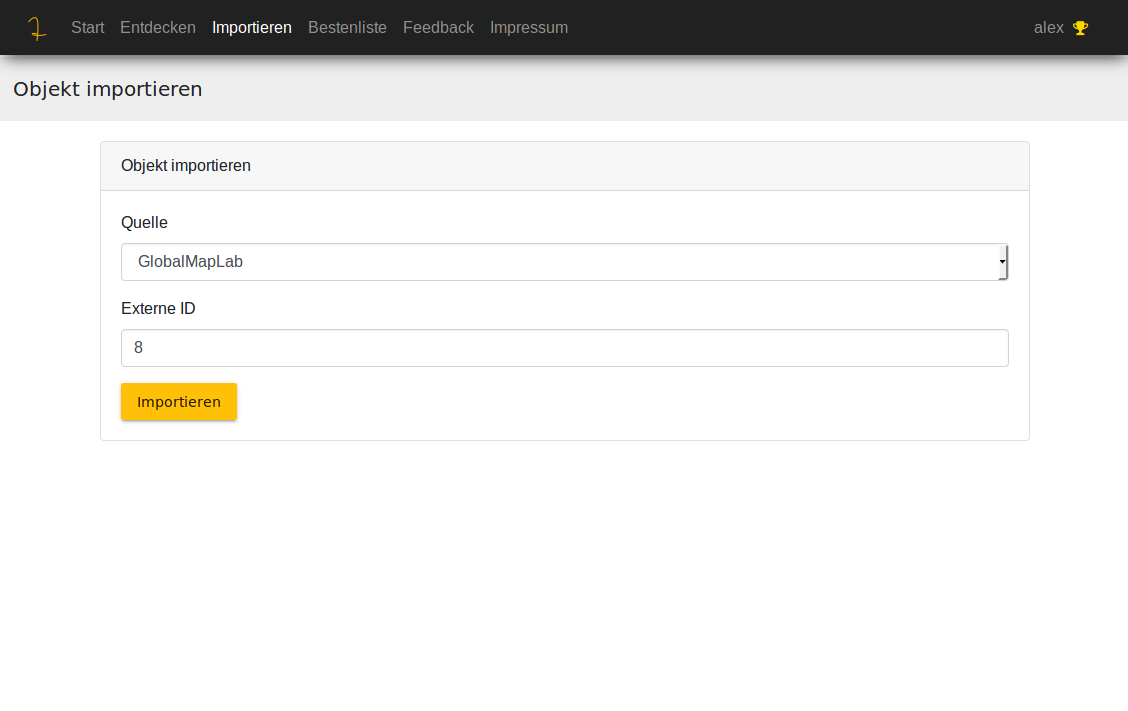 Start Entdecken Importieren Bestenliste Feedback Impressum alex
Objekt importieren
Objekt importieren
Quelle
GlobalMapLab
Externe ID
8
Importieren